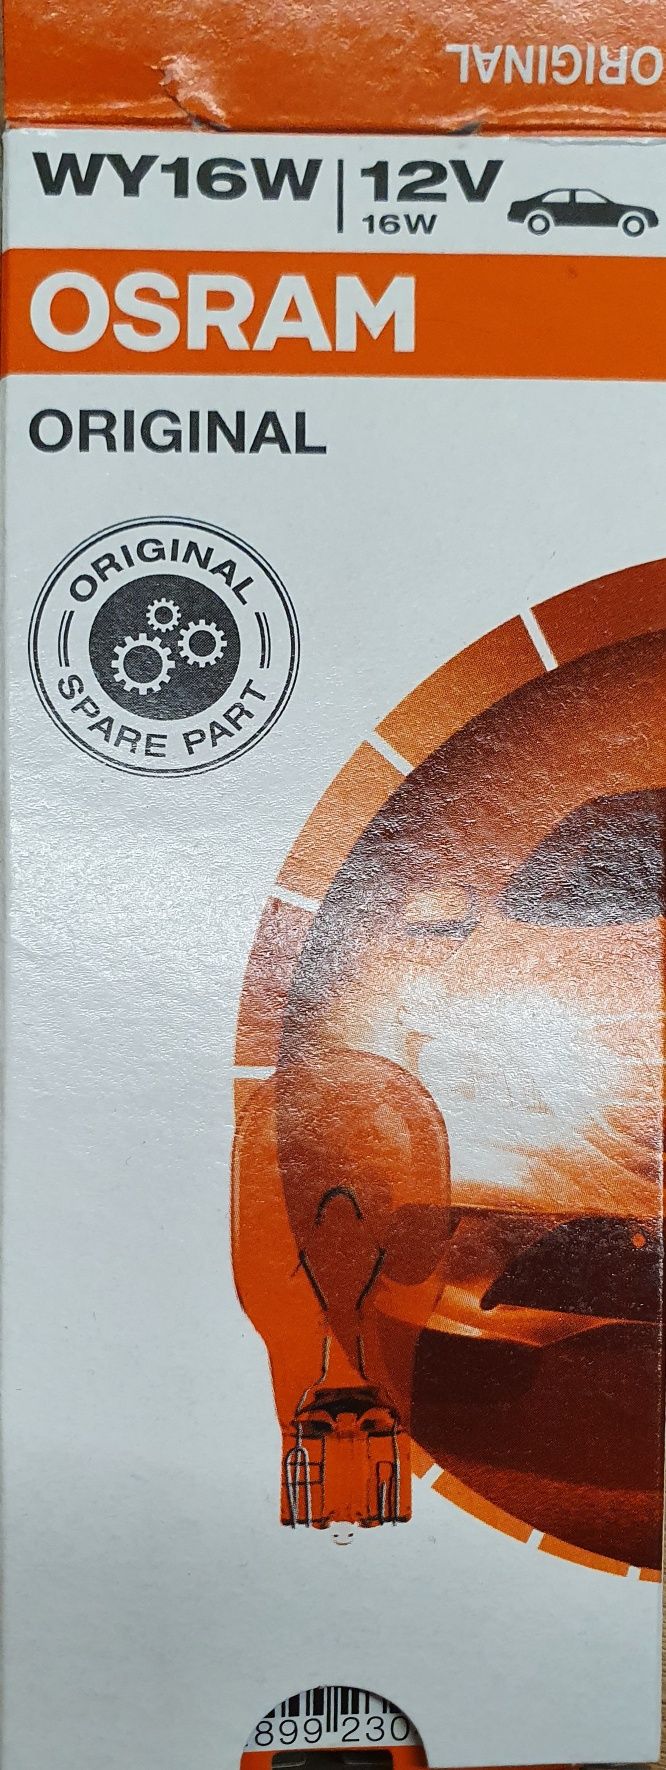 ORIGINAL
WY16W | 12V
16W
OSRAM
ORIGINAL
ORIGINAL
SPARE PART
899 230